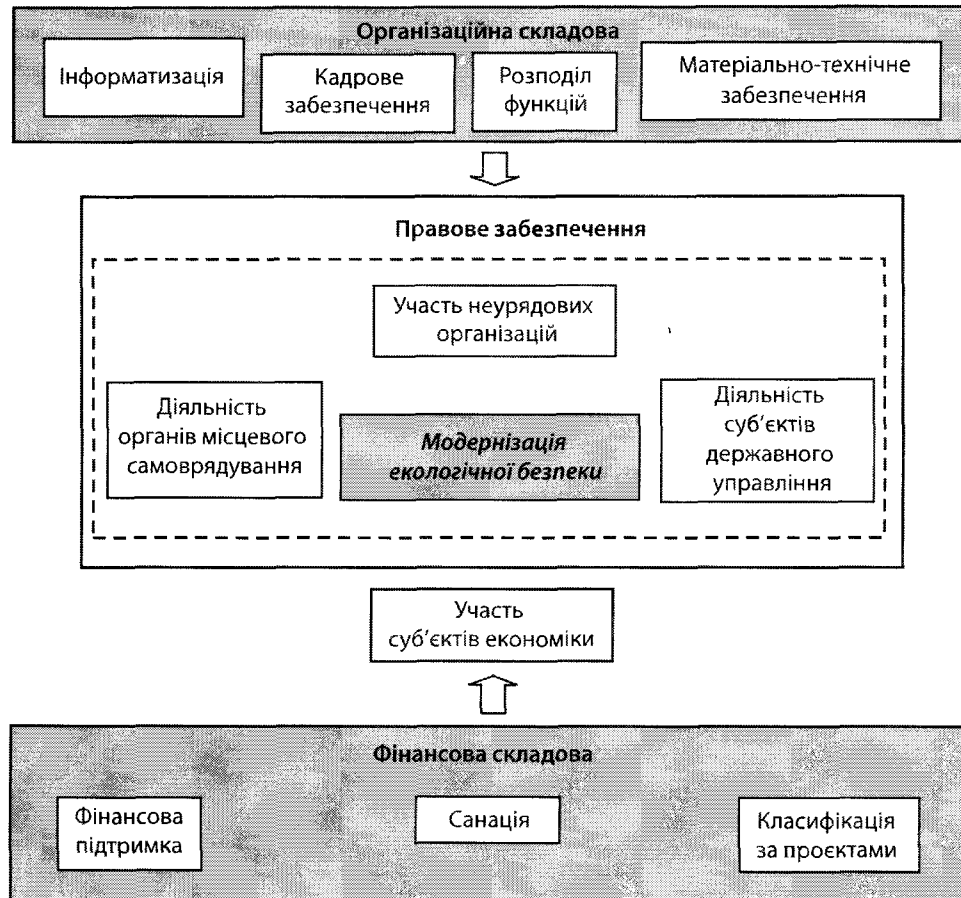 Організаційна складова
Інформатизація
Кадрове
забезпечення
Розподіл
функцій
Матеріально-технічне
забезпечення
Правове забезпечення
Участь неурядових
організацій
Діяльність
органів місцевого
самоврядування
Модернізація
екологічної безпеки
Діяльність
суб’єктів
державного
управління
Участь
суб’єктів економіки
Фінансова складова
Фінансова
підтримка
Санація
Класифікація
за проєктами